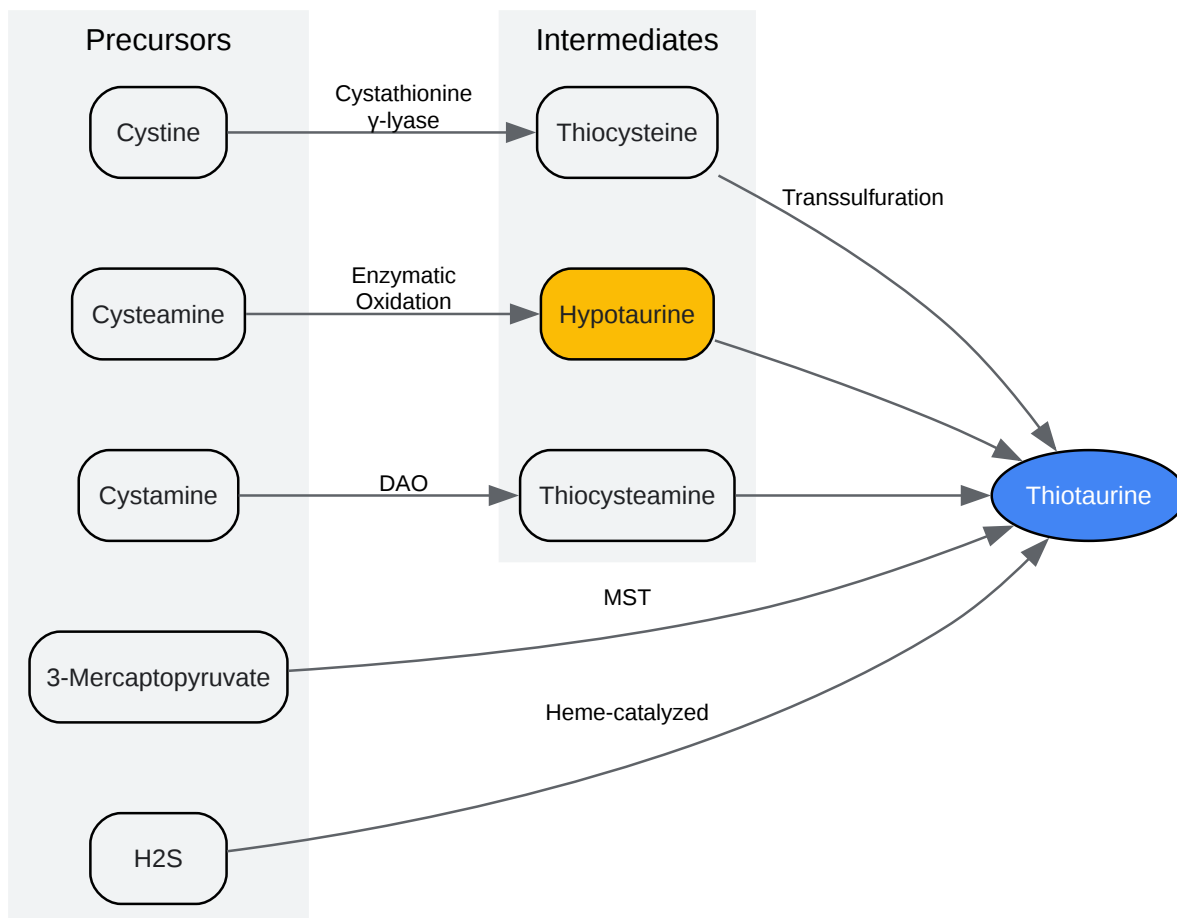 Precursors
Intermediates
Cystathionine
γ-lyase
Cystine
Thiocysteine
Transsulfuration
Enzymatic
Oxidation
Cysteamine
Hypotaurine
DAO
Cystamine
Thiocysteamine
Thiotaurine
MST
3-Mercaptopyruvate
Heme-catalyzed
H2S